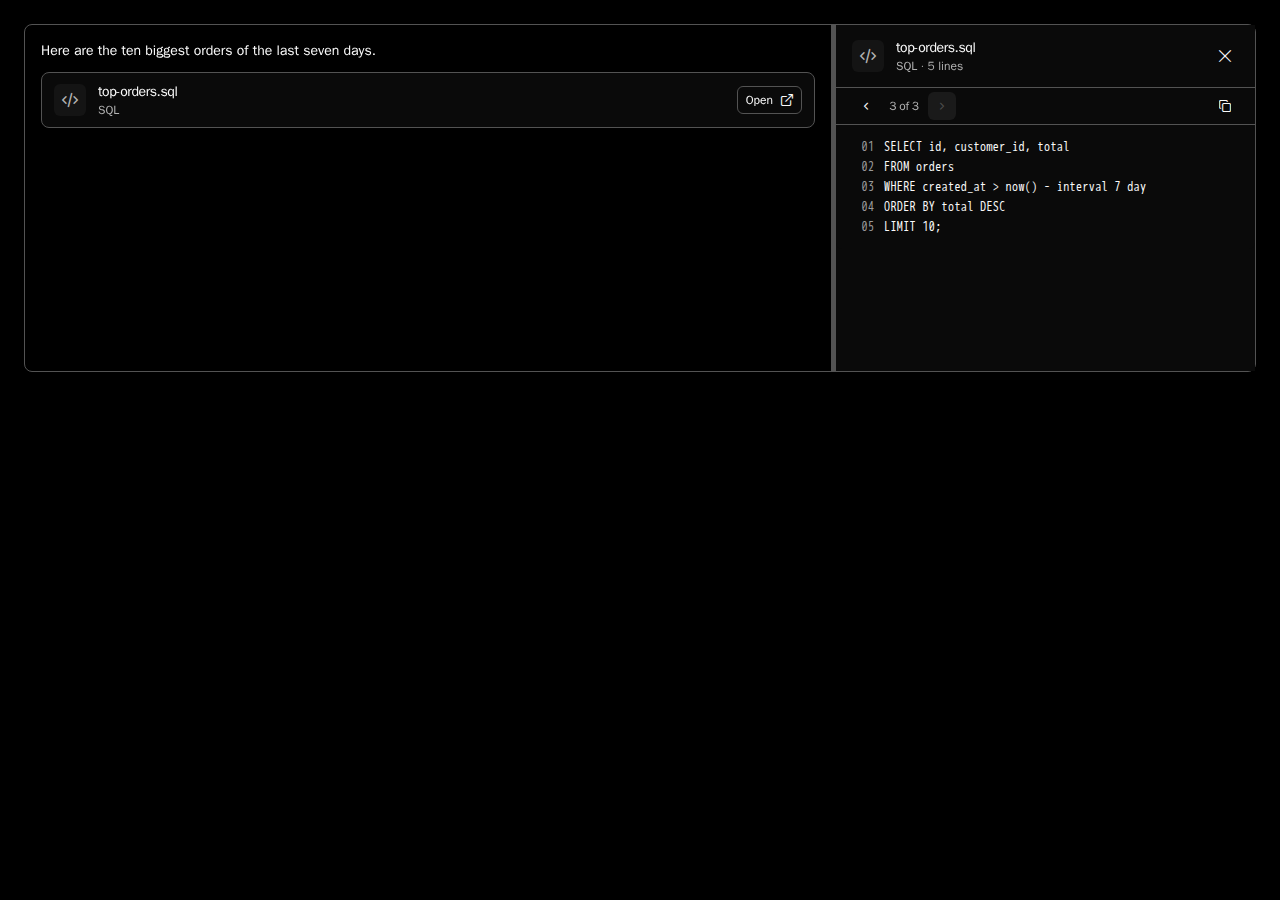 Here are the ten biggest orders of the last seven days.
top-orders.sql
SQL
Open
top-orders.sql
SQL · 5 lines
3 of 3
01 SELECT id, customer_id, total
02 FROM orders
03 WHERE created_at > now() - interval 7 day
04 ORDER BY total DESC
05 LIMIT 10;